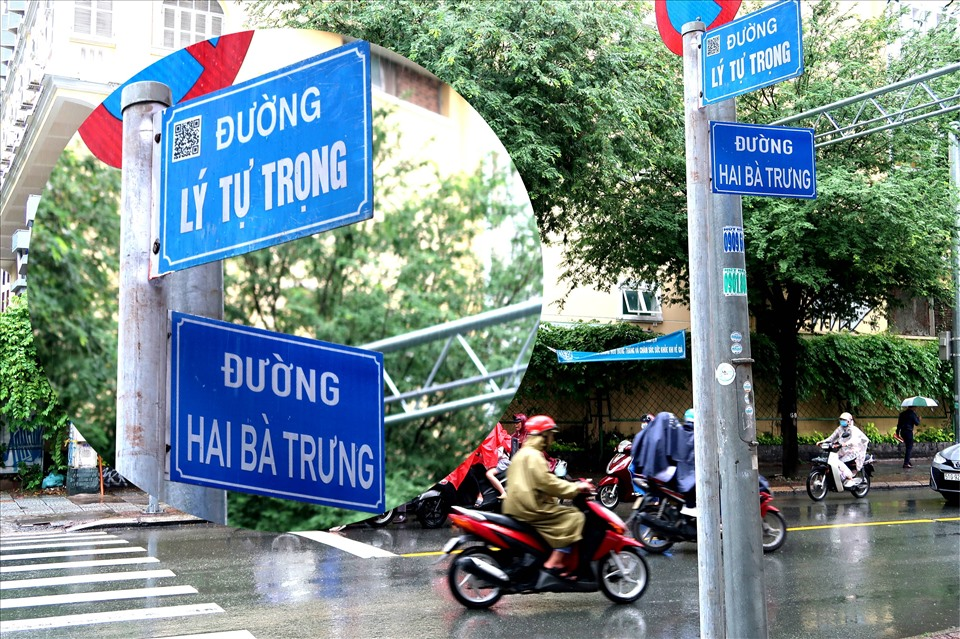 ĐƯỜNG
LÝ TỰ TRỌNG
ĐƯỜNG
HAI BÀ TRƯNG
ĐƯỜNG
LÝ TỰ TRỌNG
ĐƯỜNG
HAI BÀ TRƯNG